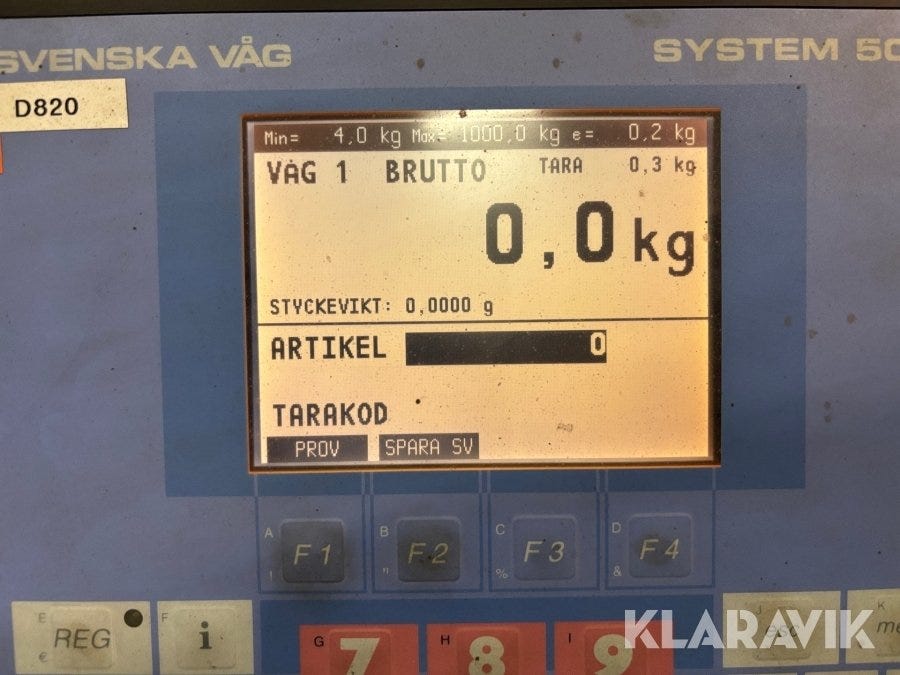 SVENSKA VÅG
SYSTEM 50
D820
Min= 4,0 kg Max= 1000,0 kg e= 0,2 kg
VÅG 1 BRUTTO TARA 0,3 kg
0,0 kg
STYCKEVIKT: 0,0000 g
ARTIKEL 0
TARAKOD
PROV SPARA SV
A F1 ! B F2 " C F3 % D F4 &
E REG € F i G 7 H 8 I 9 J esc K
KLARAVIK